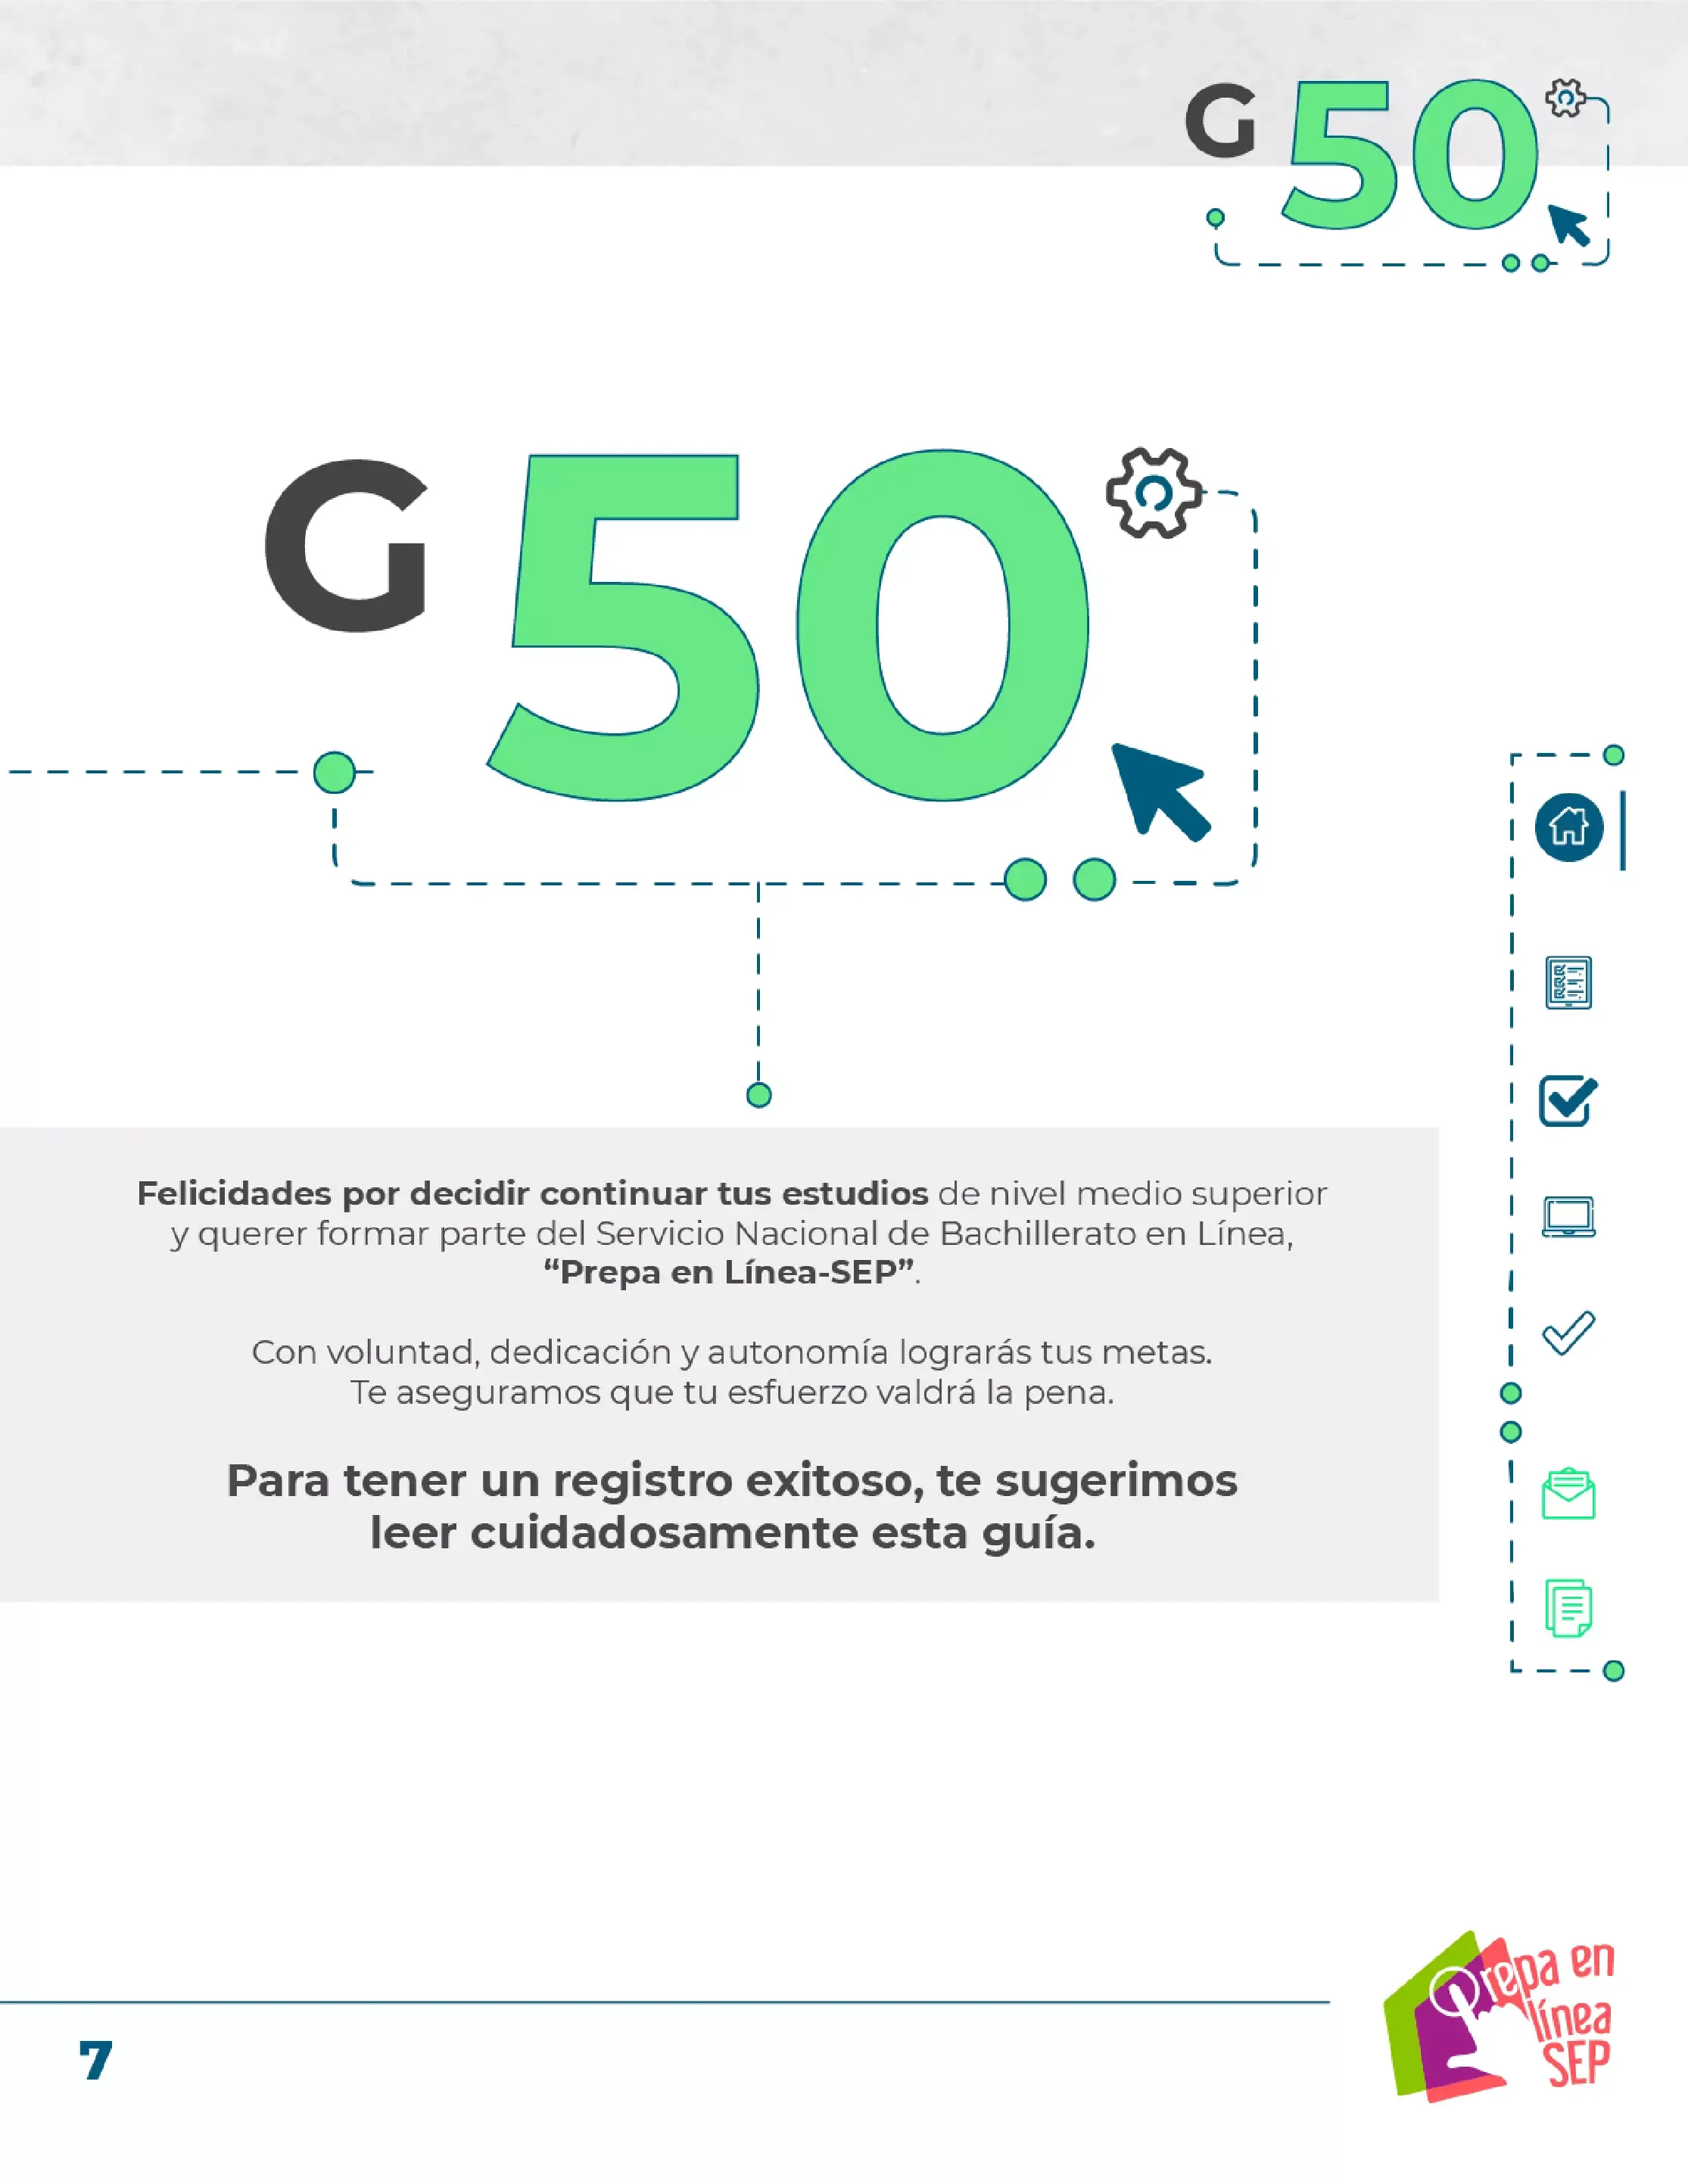 G 50
G 50
Felicidades por decidir continuar tus estudios de nivel medio superior
y querer formar parte del Servicio Nacional de Bachillerato en Línea,
“Prepa en Línea-SEP”.
Con voluntad, dedicación y autonomía lograrás tus metas.
Te aseguramos que tu esfuerzo valdrá la pena.
Para tener un registro exitoso, te sugerimos
leer cuidadosamente esta guía.
Prepa en
línea
SEP
7